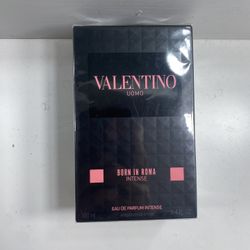 VALENTINO
UOMO
BORN IN ROMA
INTENSE
EAU DE PARFUM INTENSE